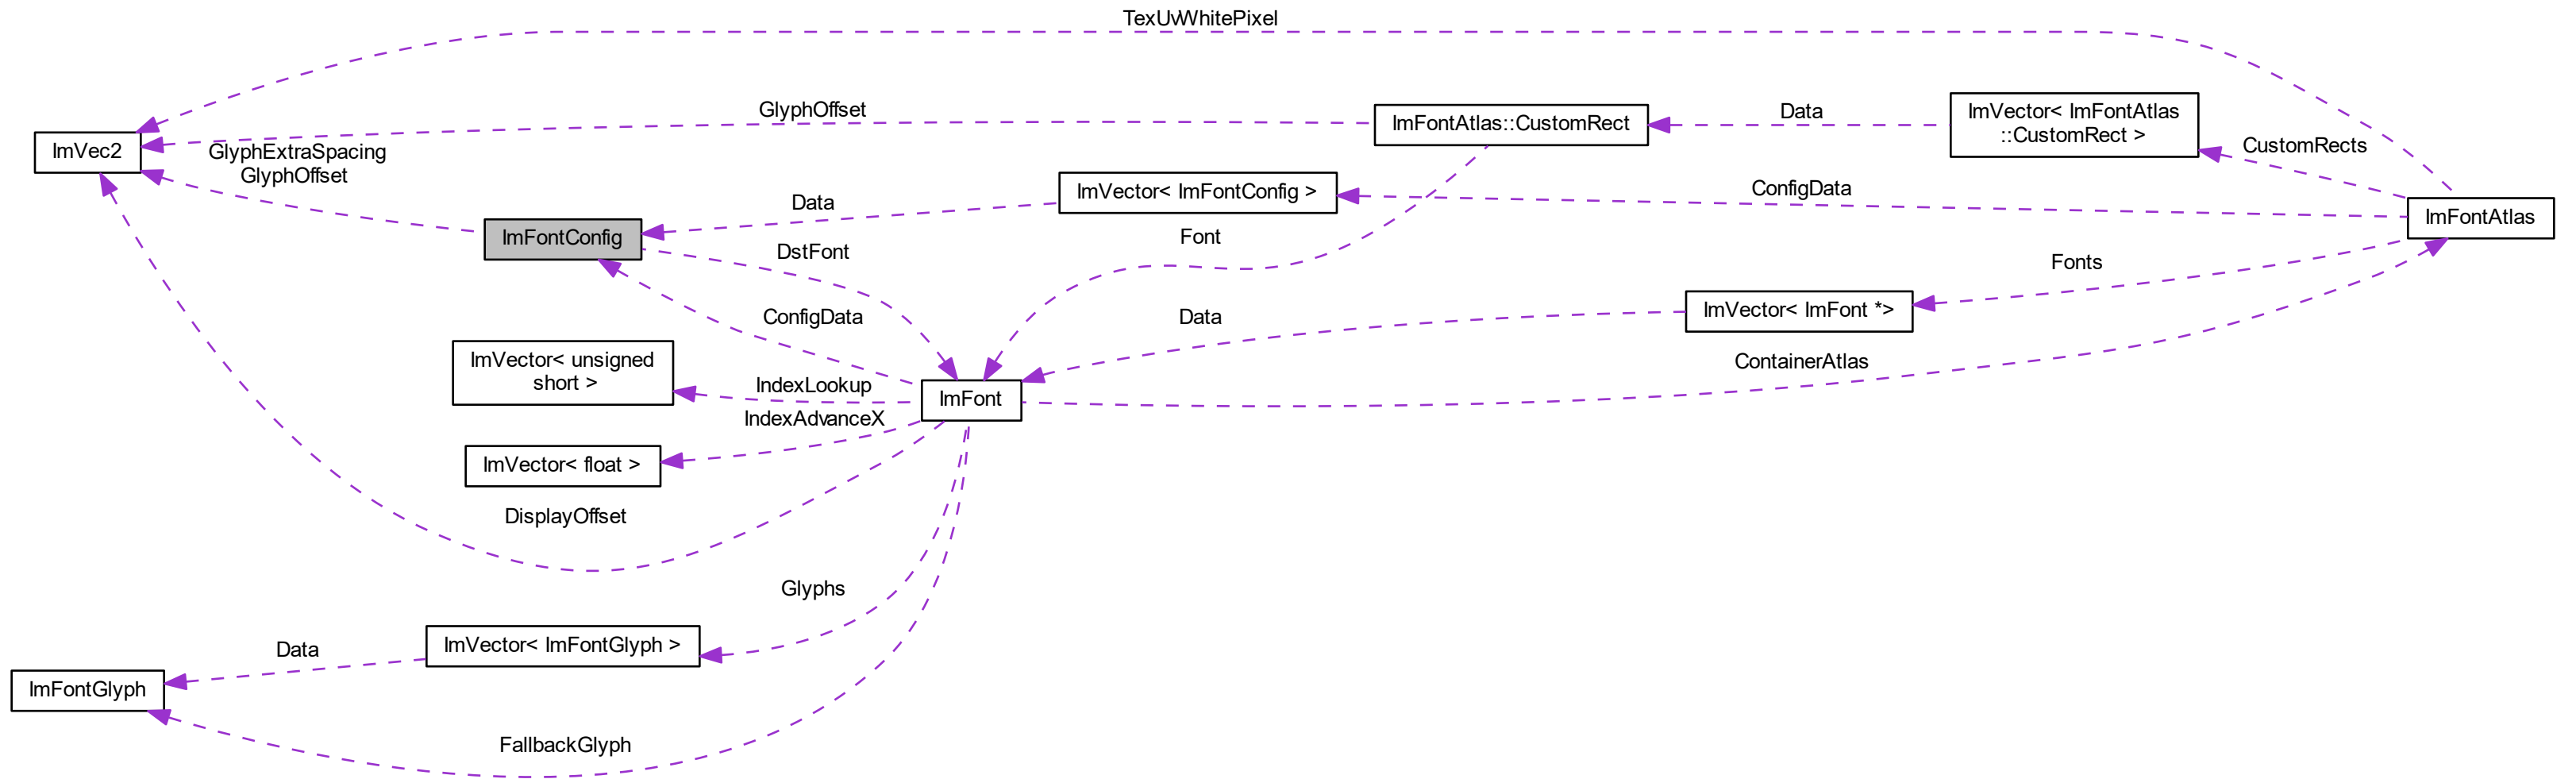 TexUvWhitePixel
GlyphOffset
ImFontAtlas::CustomRect
Data
ImVector< ImFontAtlas
::CustomRect >
ImVec2
GlyphExtraSpacing
GlyphOffset
CustomRects
ImVector< ImFontConfig >
ConfigData
Data
ImFontAtlas
ImFontConfig
DstFont
Font
Fonts
ConfigData
Data
ImVector< ImFont *>
ImVector< unsigned
short >
IndexLookup
ImFont
ContainerAtlas
IndexAdvanceX
ImVector< float >
DisplayOffset
Glyphs
Data
ImVector< ImFontGlyph >
ImFontGlyph
FallbackGlyph